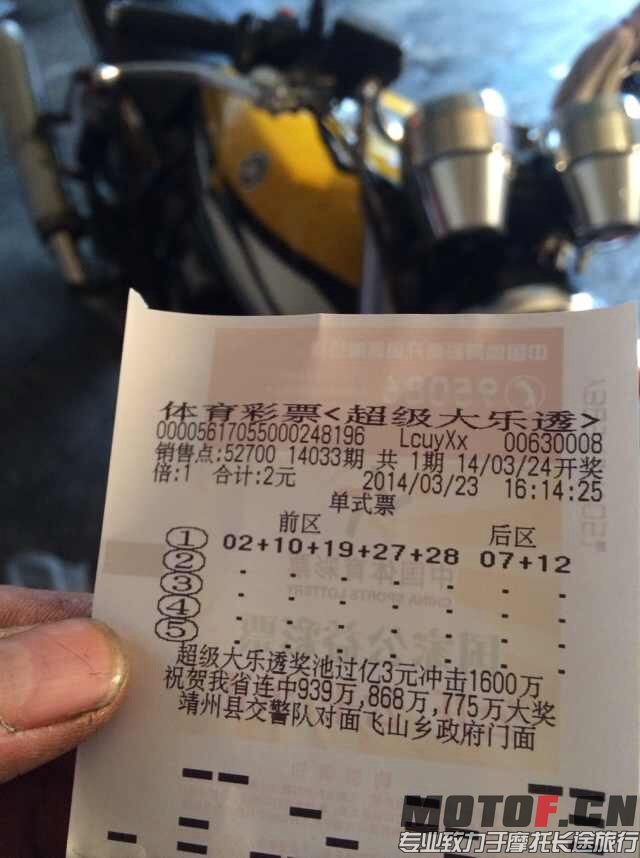 体育彩票<超级大乐透>
000056170550002​48196 LcuyXx 00630008
销售点:52700 14033期 共1期 14/03/24开奖
倍:1 合计:2元 2014/03/23 16:14:25
单式票
前区 后区
① 02+10+19+27+28 07+12
② - - - - - - -
③ - - - - - - -
④ - - - - - - -
⑤ - - - - - - -
超级大乐透奖池过亿3元冲击1600万
祝贺我省连中939万,868万,775万大奖
靖州县交警队对面飞山乡政府门面
MOTOF.CN
专业致力于摩托长途旅行